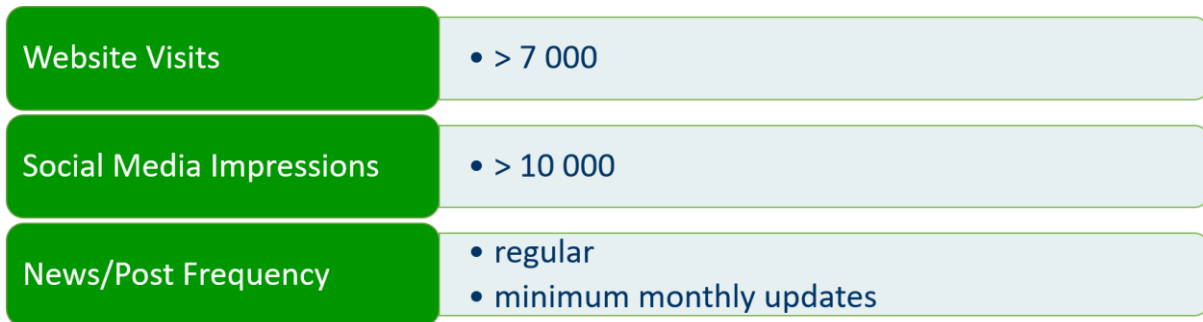 Website Visits
• > 7 000
Social Media Impressions
• > 10 000
News/Post Frequency
• regular
• minimum monthly updates